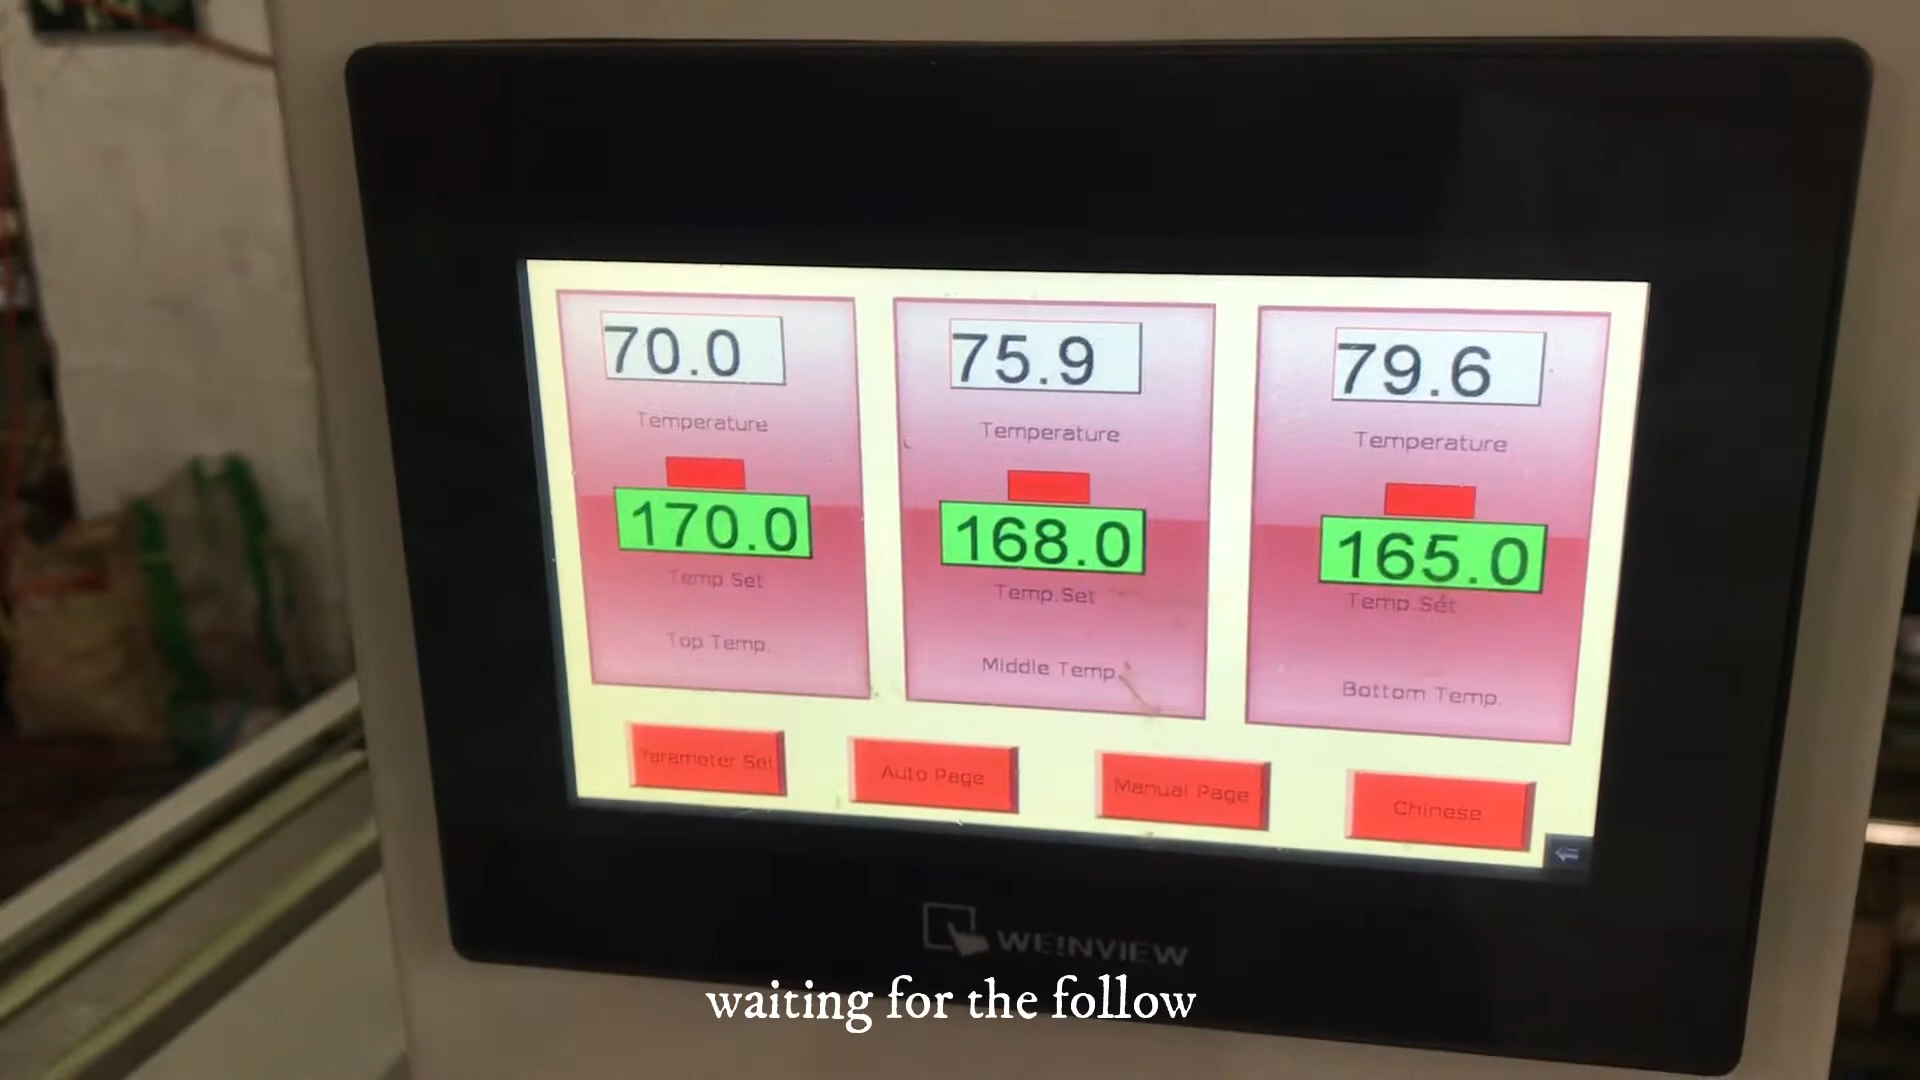 70.0
75.9
79.6
Temperature
Temperature
Temperature
170.0
168.0
165.0
Temp.Set
Temp.Set
Temp.Set
Top Temp.
Middle Temp.
Bottom Temp.
Parameter Set
Auto Page
Manual Page
Chinese
WEINVIEW
waiting for the follow